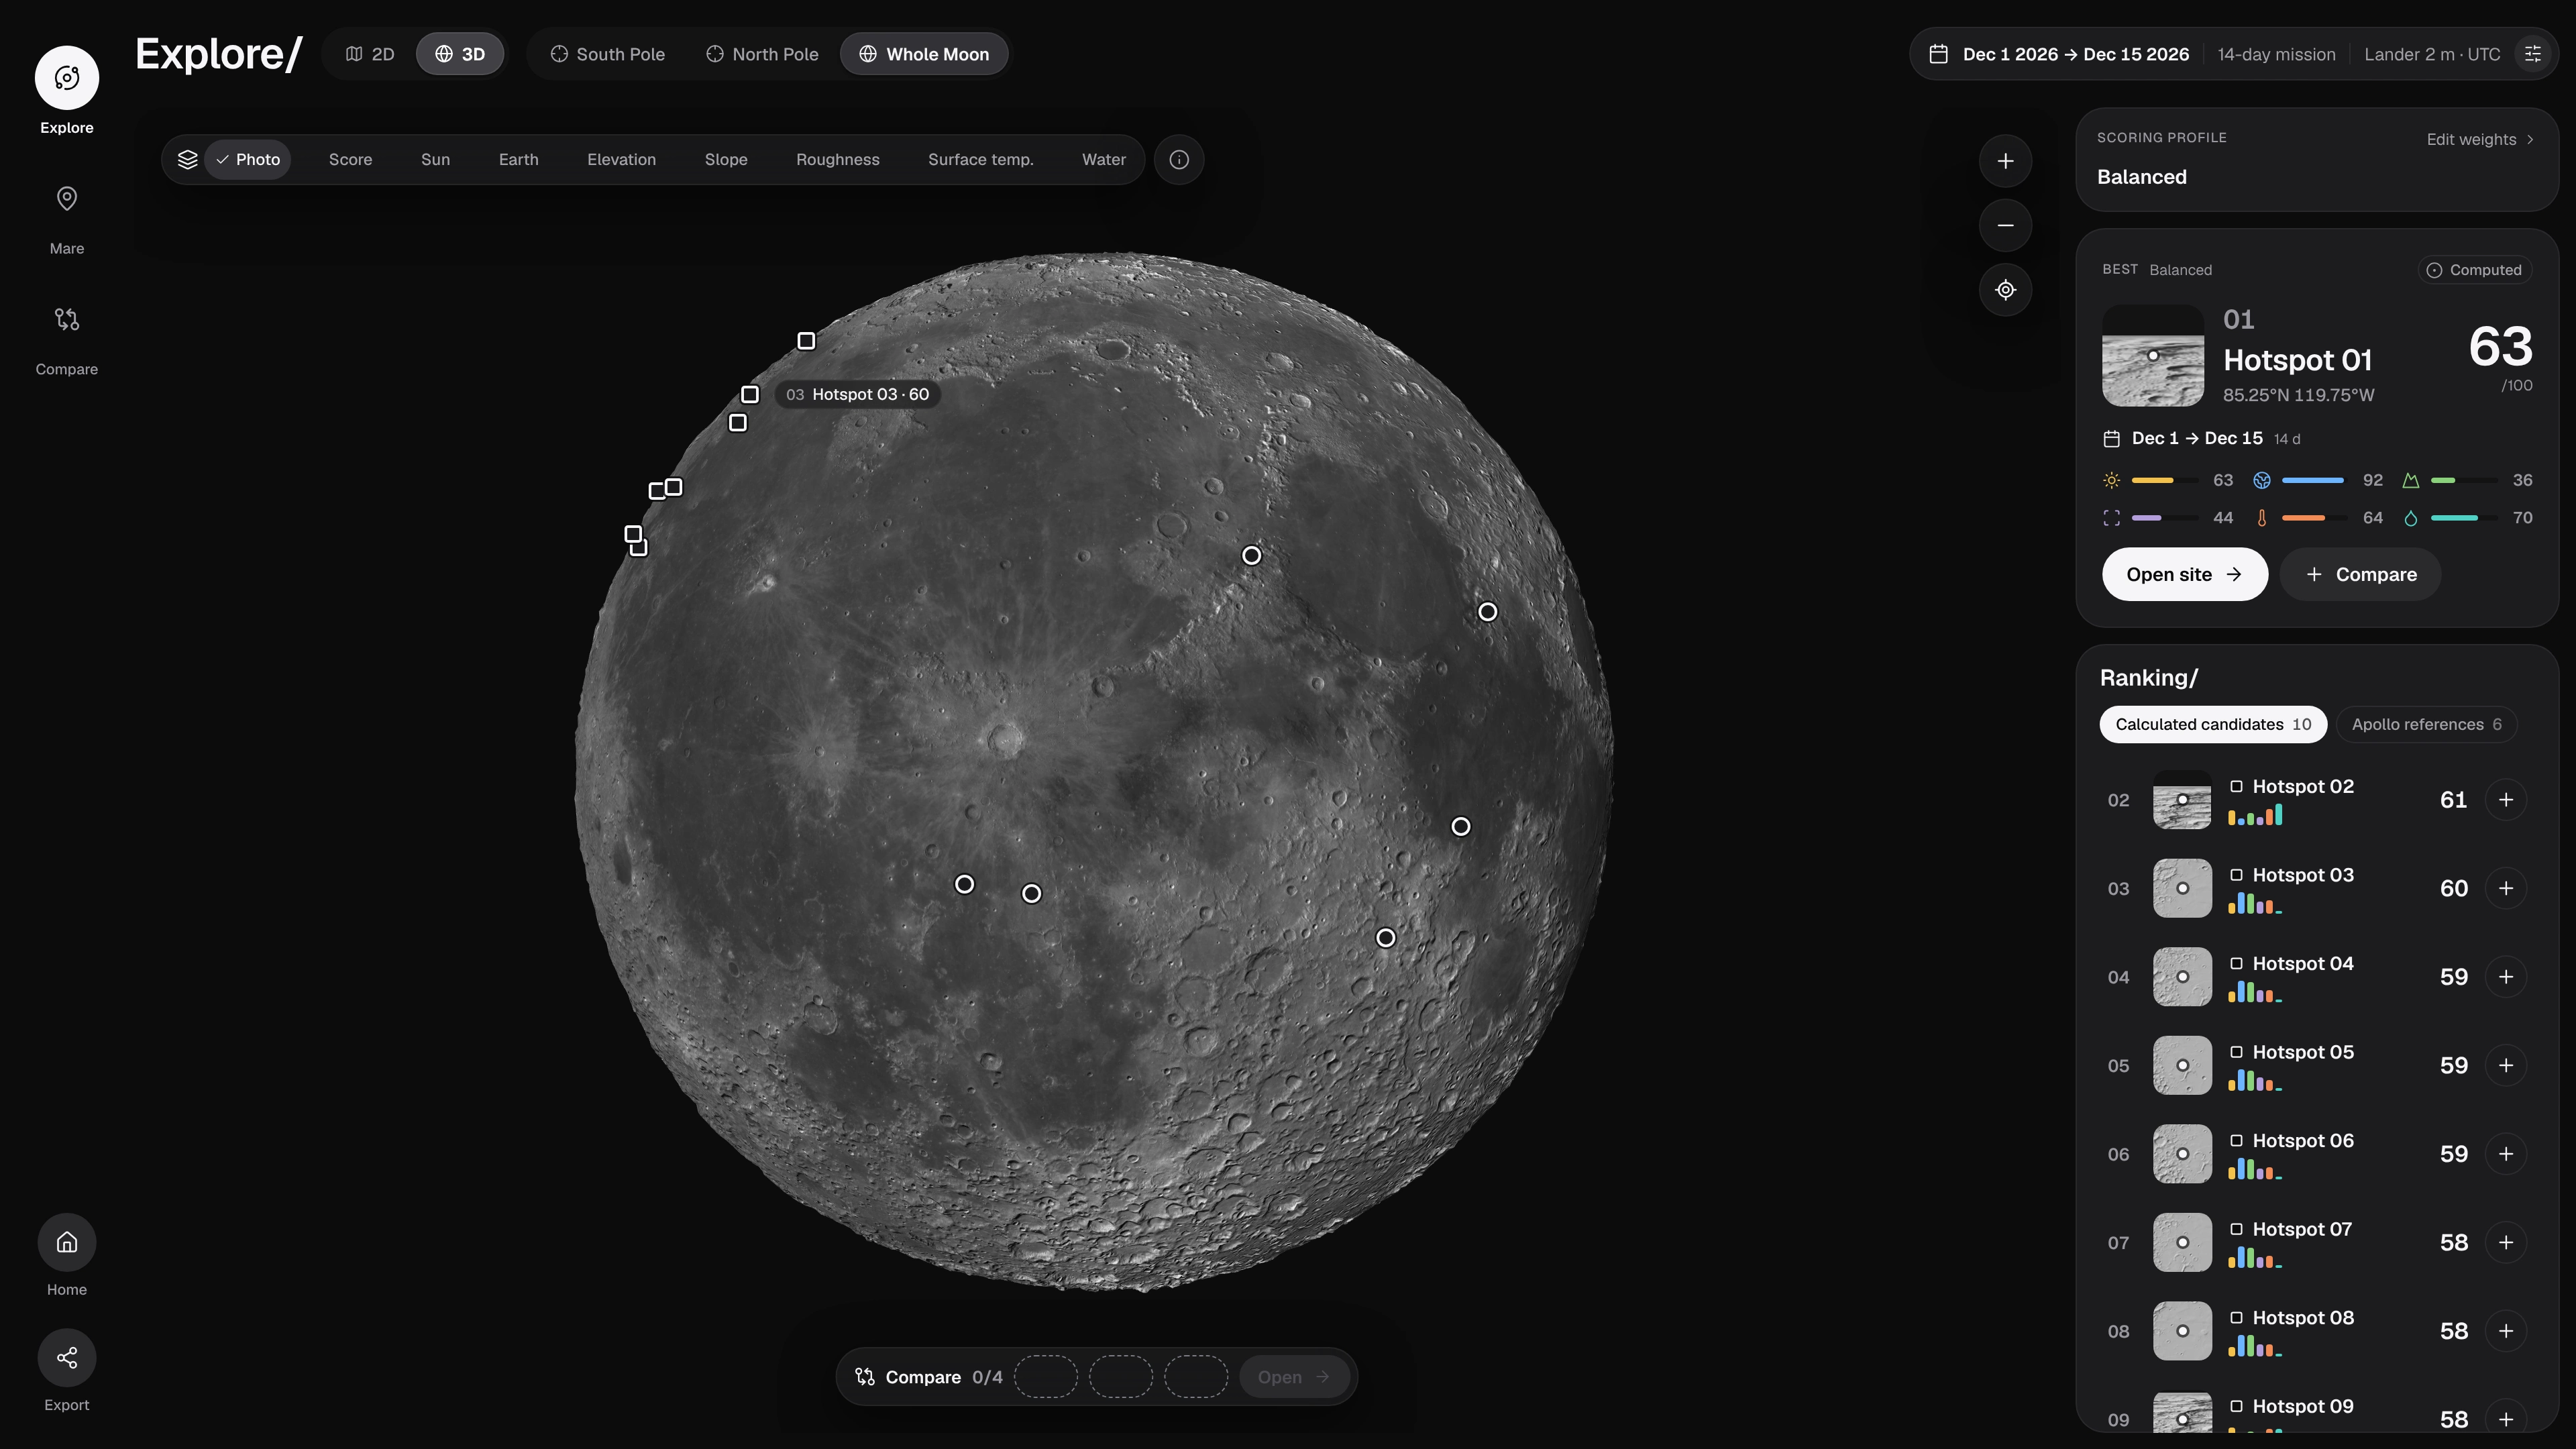 Explore/
2D
3D
South Pole
North Pole
Whole Moon
Dec 1 2026 → Dec 15 2026
14-day mission
Lander 2 m · UTC
Explore
Mare
Compare
Home
Export
Photo
Score
Sun
Earth
Elevation
Slope
Roughness
Surface temp.
Water
03 Hotspot 03 · 60
Compare 0/4
Open →
SCORING PROFILE
Edit weights
Balanced
BEST Balanced
Computed
01
Hotspot 01
85.25°N 119.75°W
63
/100
Dec 1 → Dec 15 14 d
63 92 36
44 64 70
Open site →
+ Compare
Ranking/
Calculated candidates 10
Apollo references 6
02 Hotspot 02 61
03 Hotspot 03 60
04 Hotspot 04 59
05 Hotspot 05 59
06 Hotspot 06 59
07 Hotspot 07 58
08 Hotspot 08 58
09 Hotspot 09 58